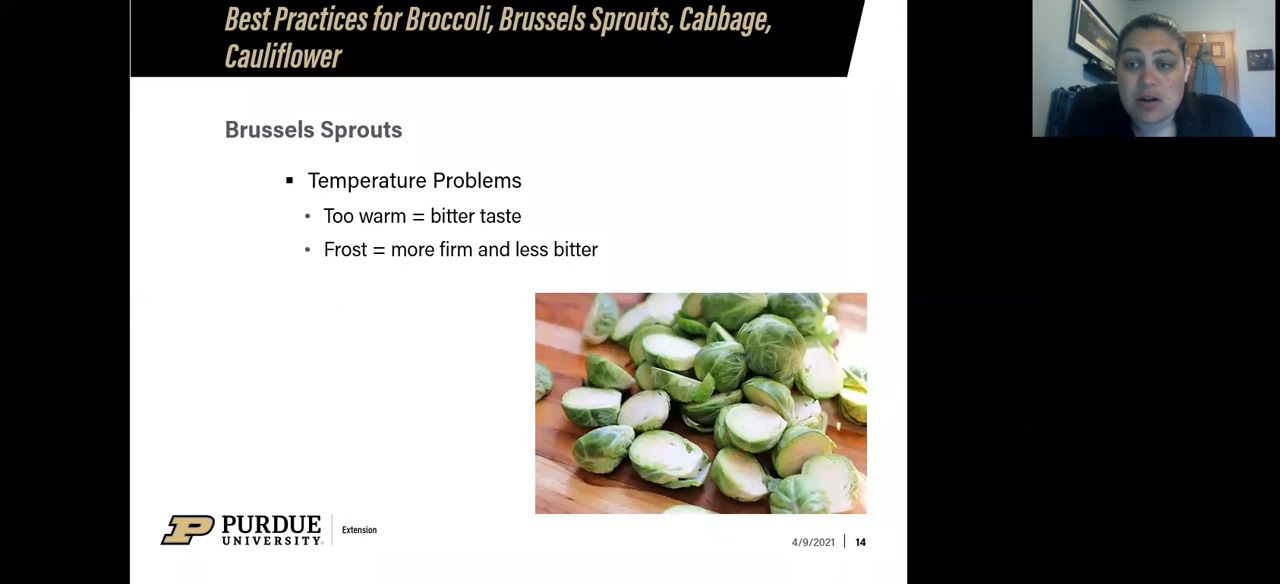 Best Practices for Broccoli, Brussels Sprouts, Cabbage,
Cauliflower
Brussels Sprouts
Temperature Problems
Too warm = bitter taste
Frost = more firm and less bitter
PURDUE
UNIVERSITY
Extension
4/9/2021
14